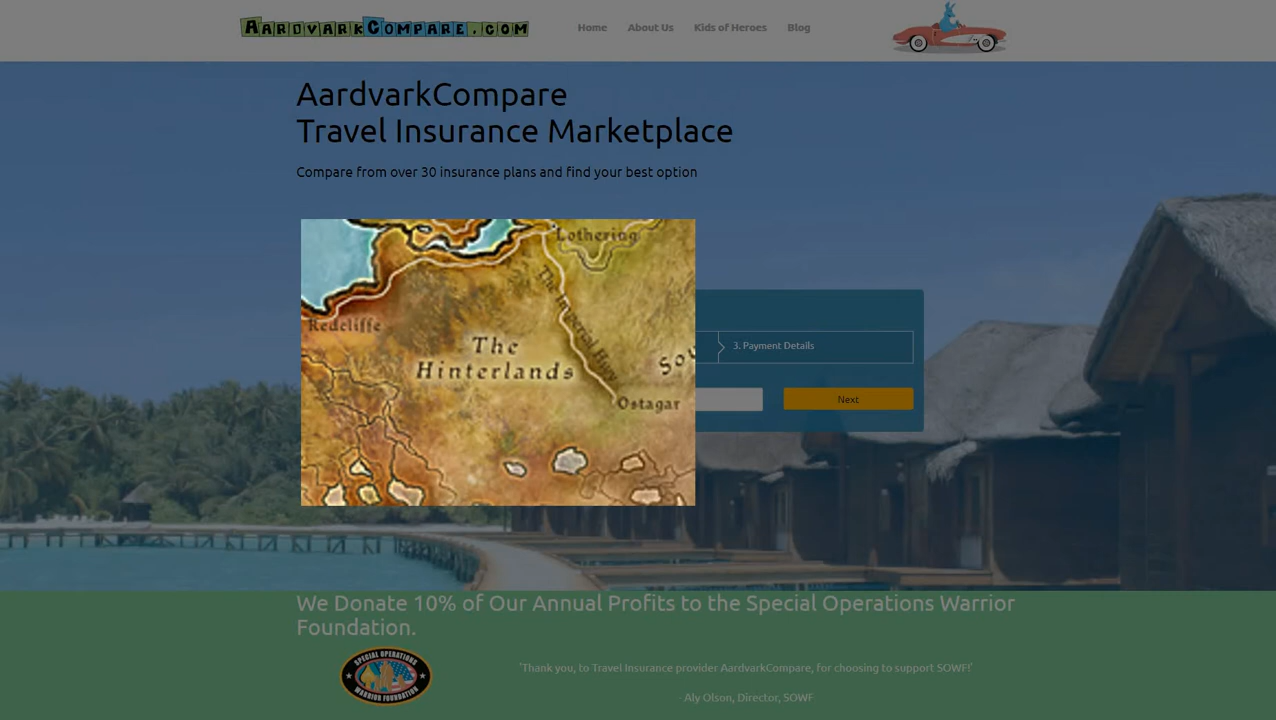 AARDVARKCOMPARE.COM
Home
About Us
Kids of Heroes
Blog
AardvarkCompare
Travel Insurance Marketplace
Compare from over 30 insurance plans and find your best option
Lothering
The Imperial
Redcliffe
The
Hinterlands
Sou
Ostagar
3. Payment Details
Next
We Donate 10% of Our Annual Profits to the Special Operations Warrior
Foundation.
SPECIAL OPERATIONS
WARRIOR FOUNDATION
'Thank you, to Travel Insurance provider AardvarkCompare, for choosing to support SOWF!'
- Aly Olson, Director, SOWF